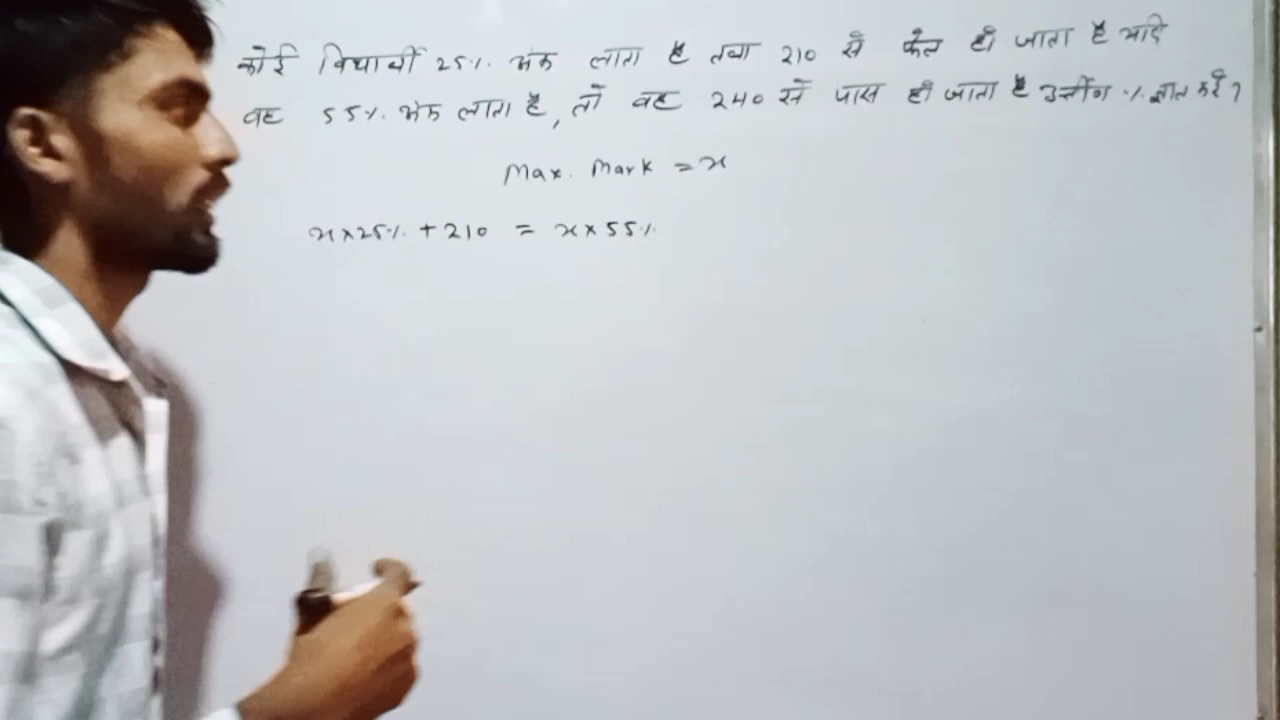 कोई विद्यार्थी 25% अंक लाता है तथा 210 से फेल हो जाता है यदि
वह 55% अंक लाता है, तो वह 240 से पास हो जाता है उत्तीर्ण % ज्ञात करें?
Max. Mark = x
x×25% + 210 = x×55%